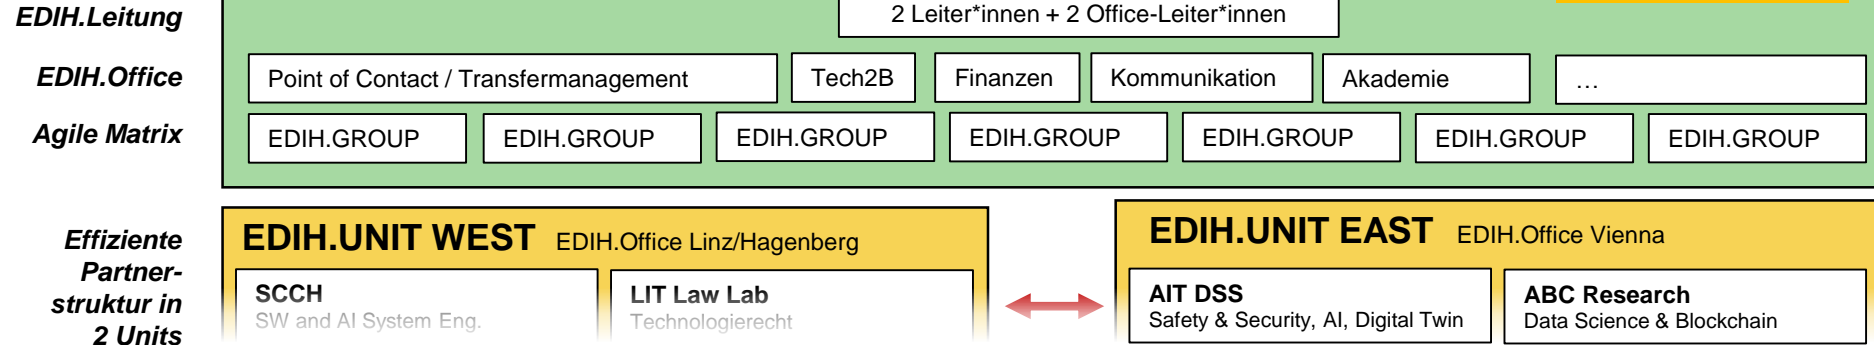 EDIH.Leitung
2 Leiter*innen + 2 Office-Leiter*innen
EDIH.Office
Point of Contact / Transfermanagement
Tech2B
Finanzen
Kommunikation
Akademie
…
Agile Matrix
EDIH.GROUP
EDIH.GROUP
EDIH.GROUP
EDIH.GROUP
EDIH.GROUP
EDIH.GROUP
EDIH.GROUP
Effiziente
Partner-
struktur in
2 Units
EDIH.UNIT WEST EDIH.Office Linz/Hagenberg
SCCH
SW and AI System Eng.
LIT Law Lab
Technologierecht
EDIH.UNIT EAST EDIH.Office Vienna
AIT DSS
Safety & Security, AI, Digital Twin
ABC Research
Data Science & Blockchain